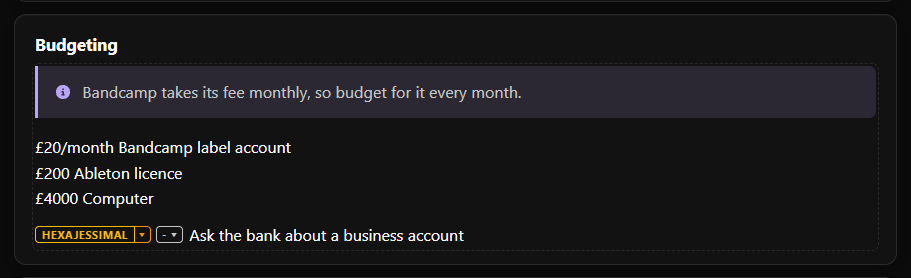 Budgeting
Bandcamp takes its fee monthly, so budget for it every month.
£20/month Bandcamp label account
£200 Ableton licence
£4000 Computer
HEXAJESSIMAL - Ask the bank about a business account